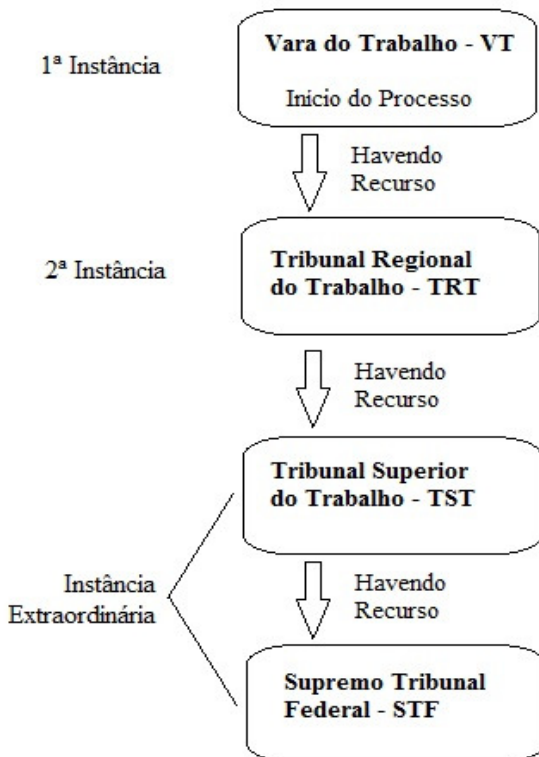 1ª Instância
Vara do Trabalho - VT
Início do Processo
Havendo
Recurso
2ª Instância
Tribunal Regional
do Trabalho - TRT
Havendo
Recurso
Tribunal Superior
do Trabalho - TST
Instância
Extraordinária
Havendo
Recurso
Supremo Tribunal
Federal - STF